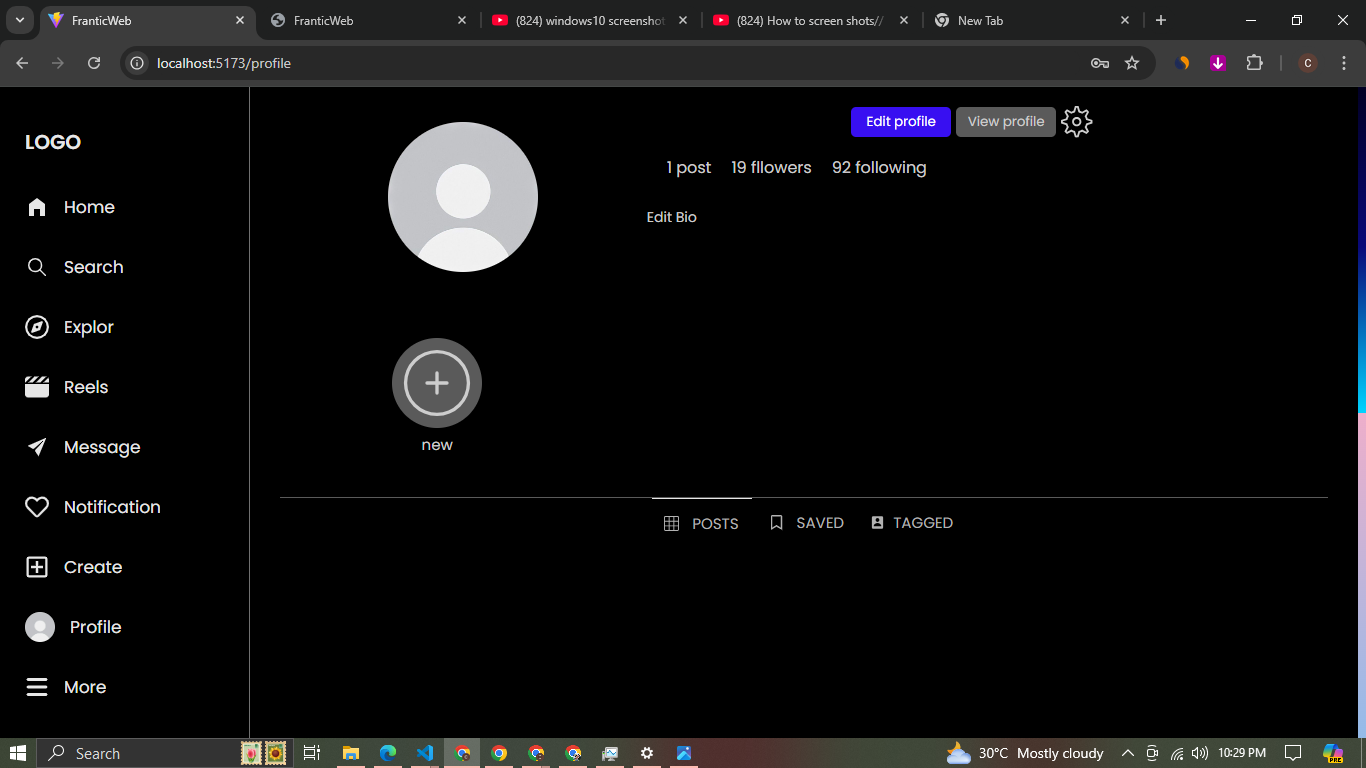 FranticWeb
FranticWeb
(824) windows10 screenshot
(824) How to screen shots//
New Tab
localhost:5173/profile
C
LOGO
Home
Search
Explor
Reels
Message
Notification
Create
Profile
More
Edit profile
View profile
1 post 19 fllowers 92 following
Edit Bio
new
POSTS SAVED TAGGED
Search
30°C Mostly cloudy
10:29 PM
PRE